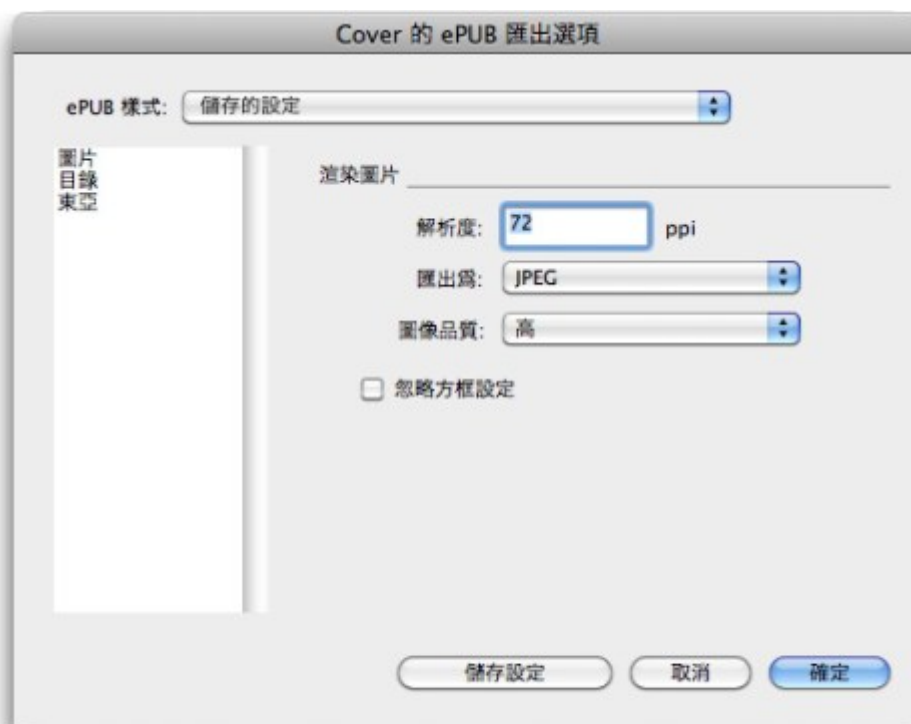 Cover 的 ePUB 匯出選項
ePUB 樣式: 儲存的設定
圖片
目錄
東亞
渲染圖片
解析度: 72 ppi
匯出爲: JPEG
圖像品質: 高
忽略方框設定
儲存設定 取消 確定